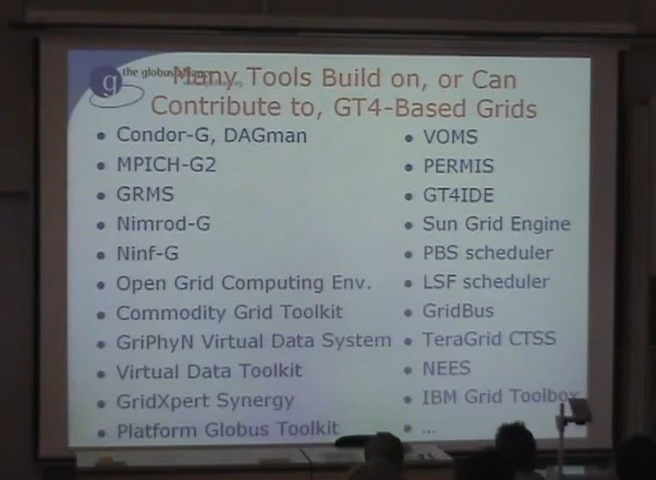 the globus alliance
Many Tools Build on, or Can
Contribute to, GT4-Based Grids
• Condor-G, DAGman
• MPICH-G2
• GRMS
• Nimrod-G
• Ninf-G
• Open Grid Computing Env.
• Commodity Grid Toolkit
• GriPhyN Virtual Data System
• Virtual Data Toolkit
• GridXpert Synergy
• Platform Globus Toolkit
• VOMS
• PERMIS
• GT4IDE
• Sun Grid Engine
• PBS scheduler
• LSF scheduler
• GridBus
• TeraGrid CTSS
• NEES
• IBM Grid Toolbox
• ...